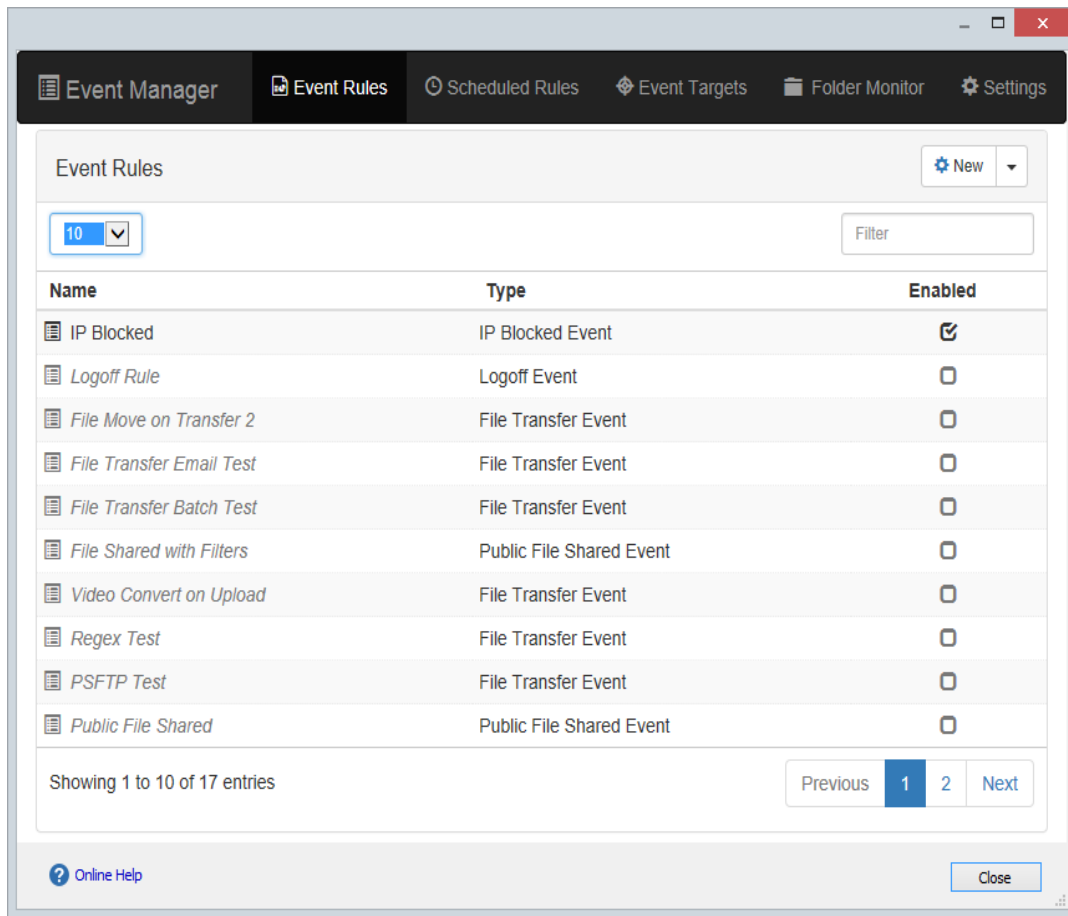 Event Manager Event Rules Scheduled Rules Event Targets Folder Monitor Settings
Event Rules New
10 Filter
Name Type Enabled
IP Blocked IP Blocked Event
Logoff Rule Logoff Event
File Move on Transfer 2 File Transfer Event
File Transfer Email Test File Transfer Event
File Transfer Batch Test File Transfer Event
File Shared with Filters Public File Shared Event
Video Convert on Upload File Transfer Event
Regex Test File Transfer Event
PSFTP Test File Transfer Event
Public File Shared Public File Shared Event
Showing 1 to 10 of 17 entries Previous 1 2 Next
Online Help Close